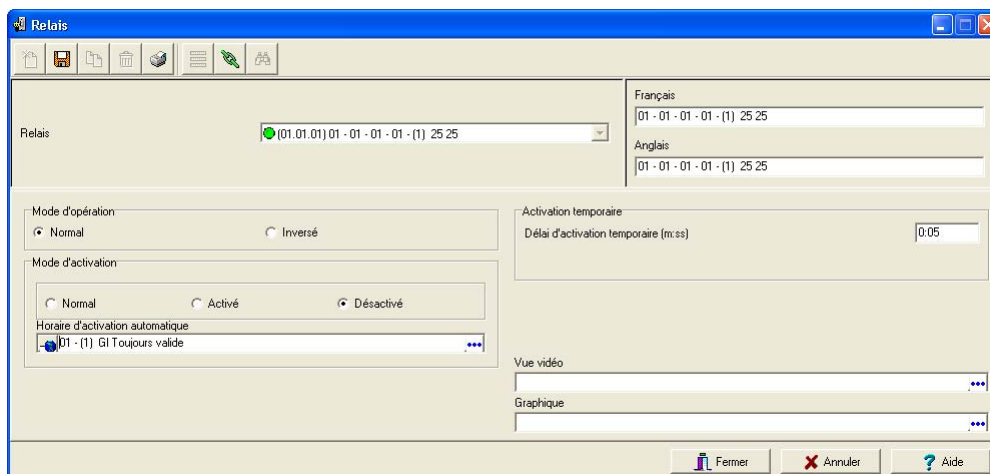 Relais
Français
01 - 01 - 01 - 01 - (1) 25 25
Relais
(01.01.01) 01 - 01 - 01 - 01 - (1) 25 25
Anglais
01 - 01 - 01 - 01 - (1) 25 25
Mode d'opération
Normal Inversé
Activation temporaire
Délai d'activation temporaire (m:ss) 0:05
Mode d'activation
Normal Activé Désactivé
Horaire d'activation automatique
01 - (1) GI Toujours valide
Vue vidéo
Graphique
Fermer Annuler Aide